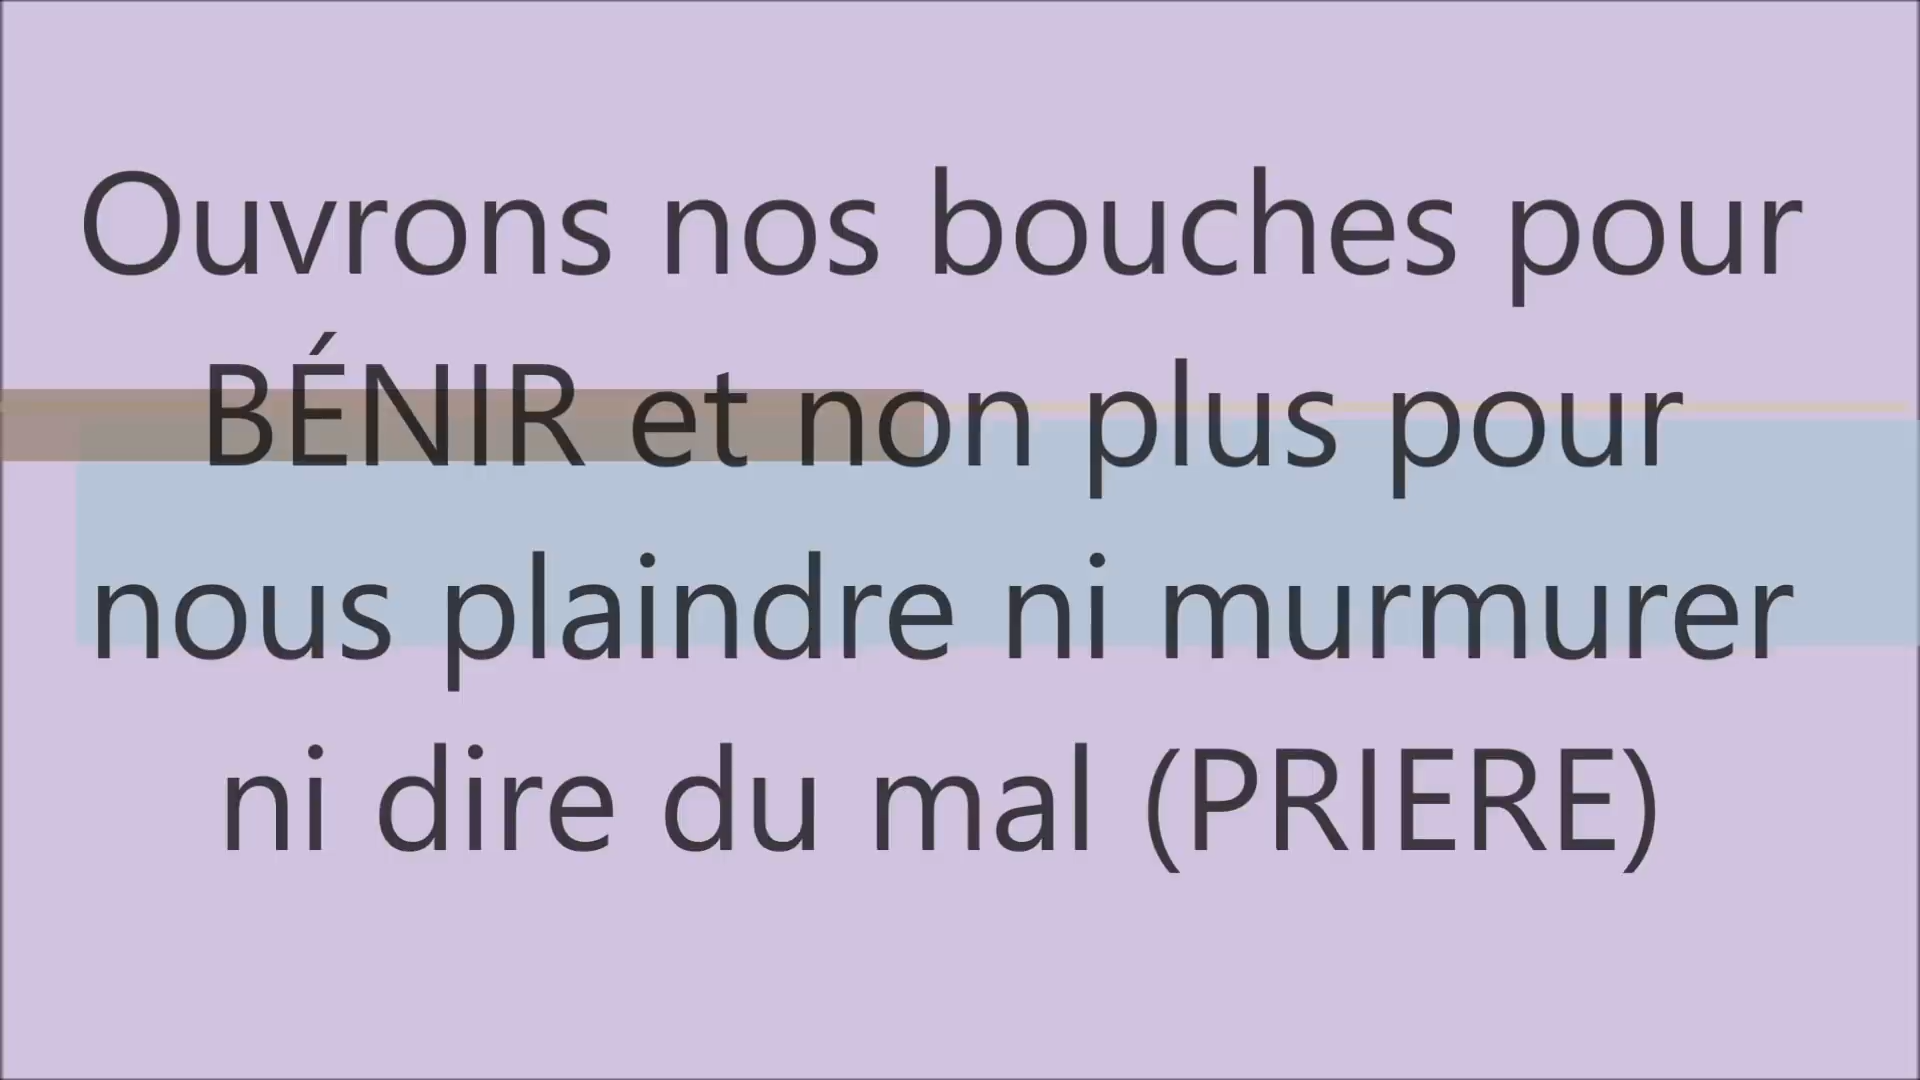 Ouvrons nos bouches pour
BÉNIR et non plus pour
nous plaindre ni murmurer
ni dire du mal (PRIERE)